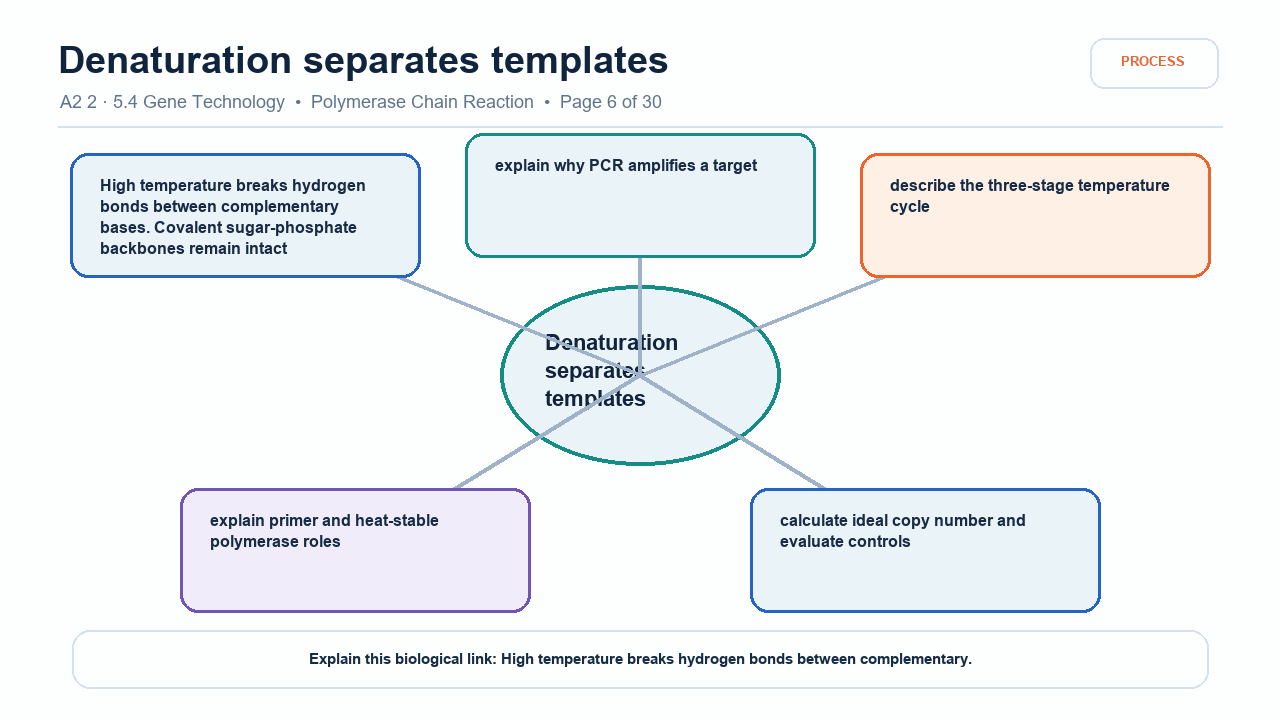 Denaturation separates templates
PROCESS
A2 2 · 5.4 Gene Technology • Polymerase Chain Reaction • Page 6 of 30
High temperature breaks hydrogen
bonds between complementary
bases. Covalent sugar-phosphate
backbones remain intact
explain why PCR amplifies a target
describe the three-stage temperature
cycle
Denaturation
separates
templates
explain primer and heat-stable
polymerase roles
calculate ideal copy number and
evaluate controls
Explain this biological link: High temperature breaks hydrogen bonds between complementary.